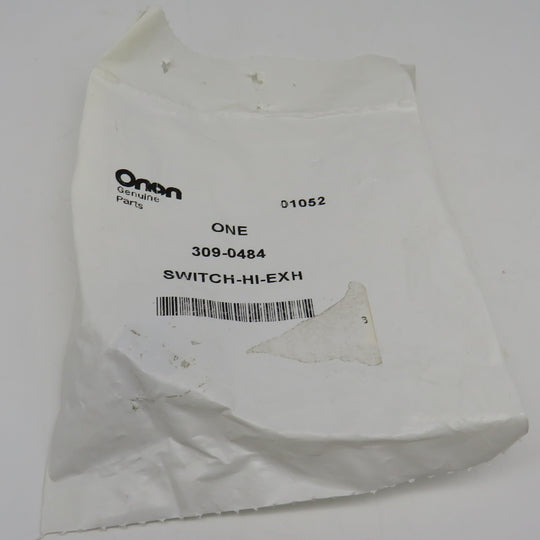 Onan
Genuine
Parts
01052
ONE
309-0484
SWITCH-HI-EXH